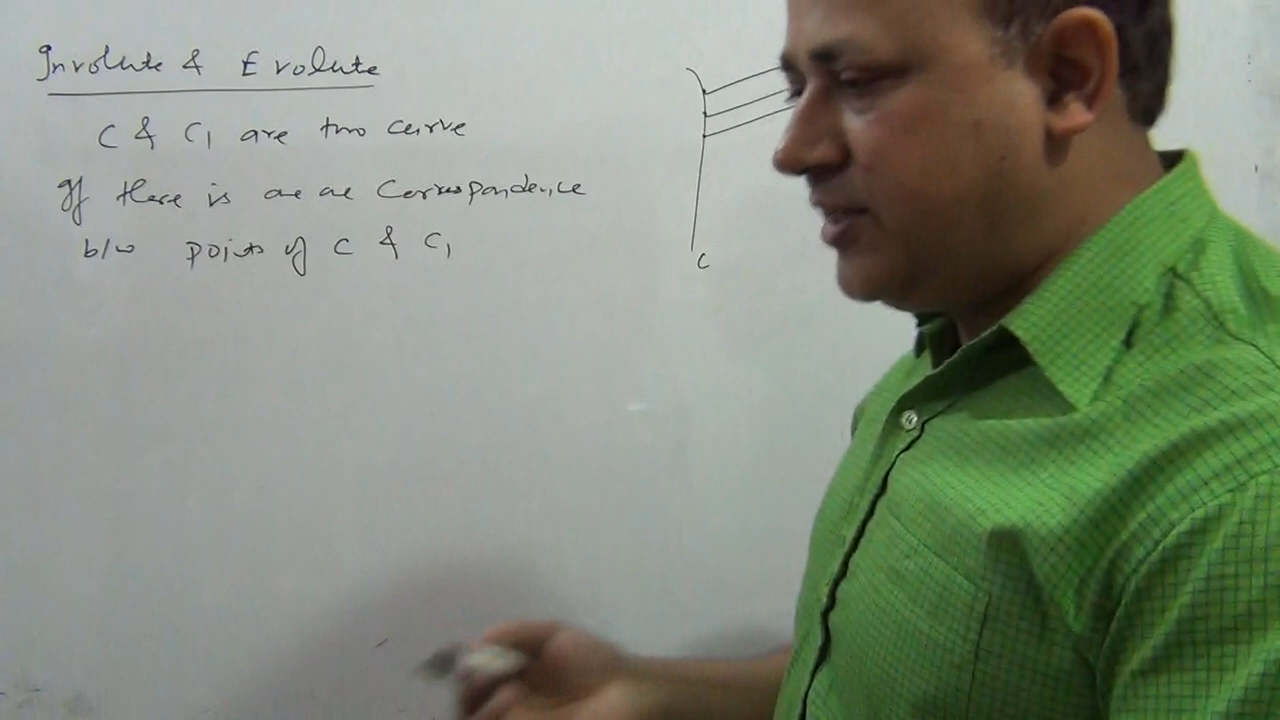 Involute & Evolute
C & C1 are two curve
If there is one one Correspondence
b/w points of C & C1
C